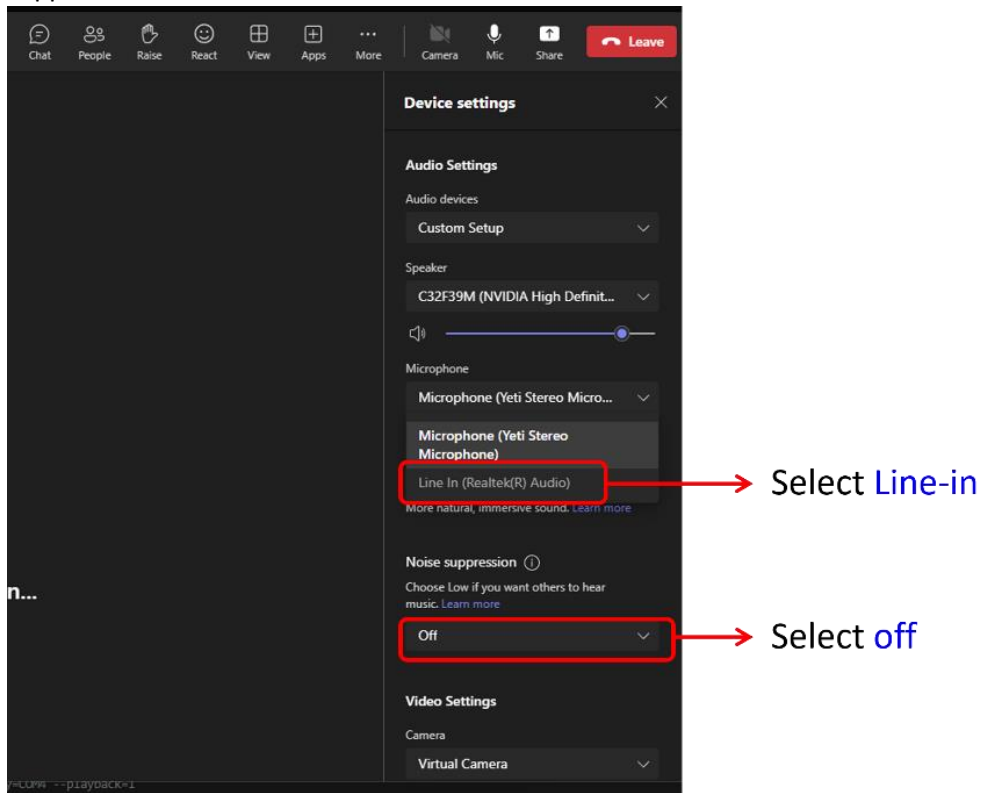 Chat People Raise React View Apps More Camera Mic Share Leave
Device settings
Audio Settings
Audio devices
Custom Setup
Speaker
C32F39M (NVIDIA High Definit...
Microphone
Microphone (Yeti Stereo Micro...
Microphone (Yeti Stereo
Microphone)
Line In (Realtek(R) Audio)
Select Line-in
More natural, immersive sound. Learn more
Noise suppression
Choose Low if you want others to hear
music. Learn more
n...
Off
Select off
Video Settings
Camera
Virtual Camera
=COM4 --playback=1